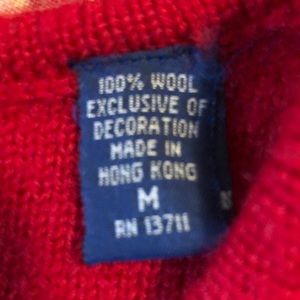 100% WOOL
EXCLUSIVE OF
DECORATION
MADE IN
HONG KONG
M
RN 13711